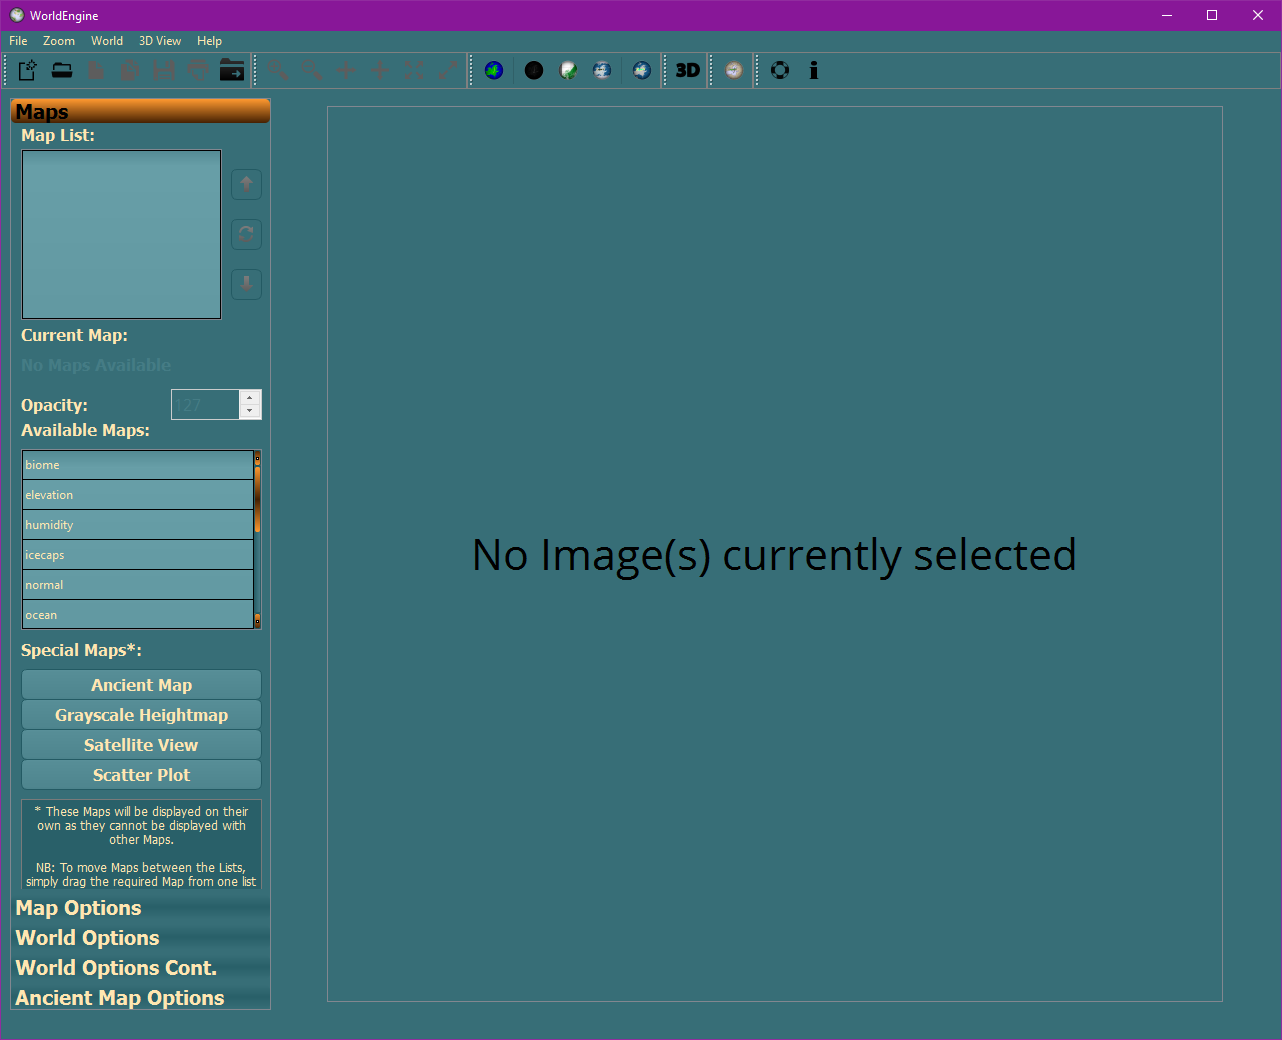 WorldEngine
File Zoom World 3D View Help
3D
Maps
Map List:
Current Map:
No Maps Available
Opacity: 127
Available Maps:
biome
elevation
humidity
icecaps
normal
ocean
Special Maps*:
Ancient Map
Grayscale Heightmap
Satellite View
Scatter Plot
* These Maps will be displayed on their
own as they cannot be displayed with
other Maps.
NB: To move Maps between the Lists,
simply drag the required Map from one list
Map Options
World Options
World Options Cont.
Ancient Map Options
No Image(s) currently selected